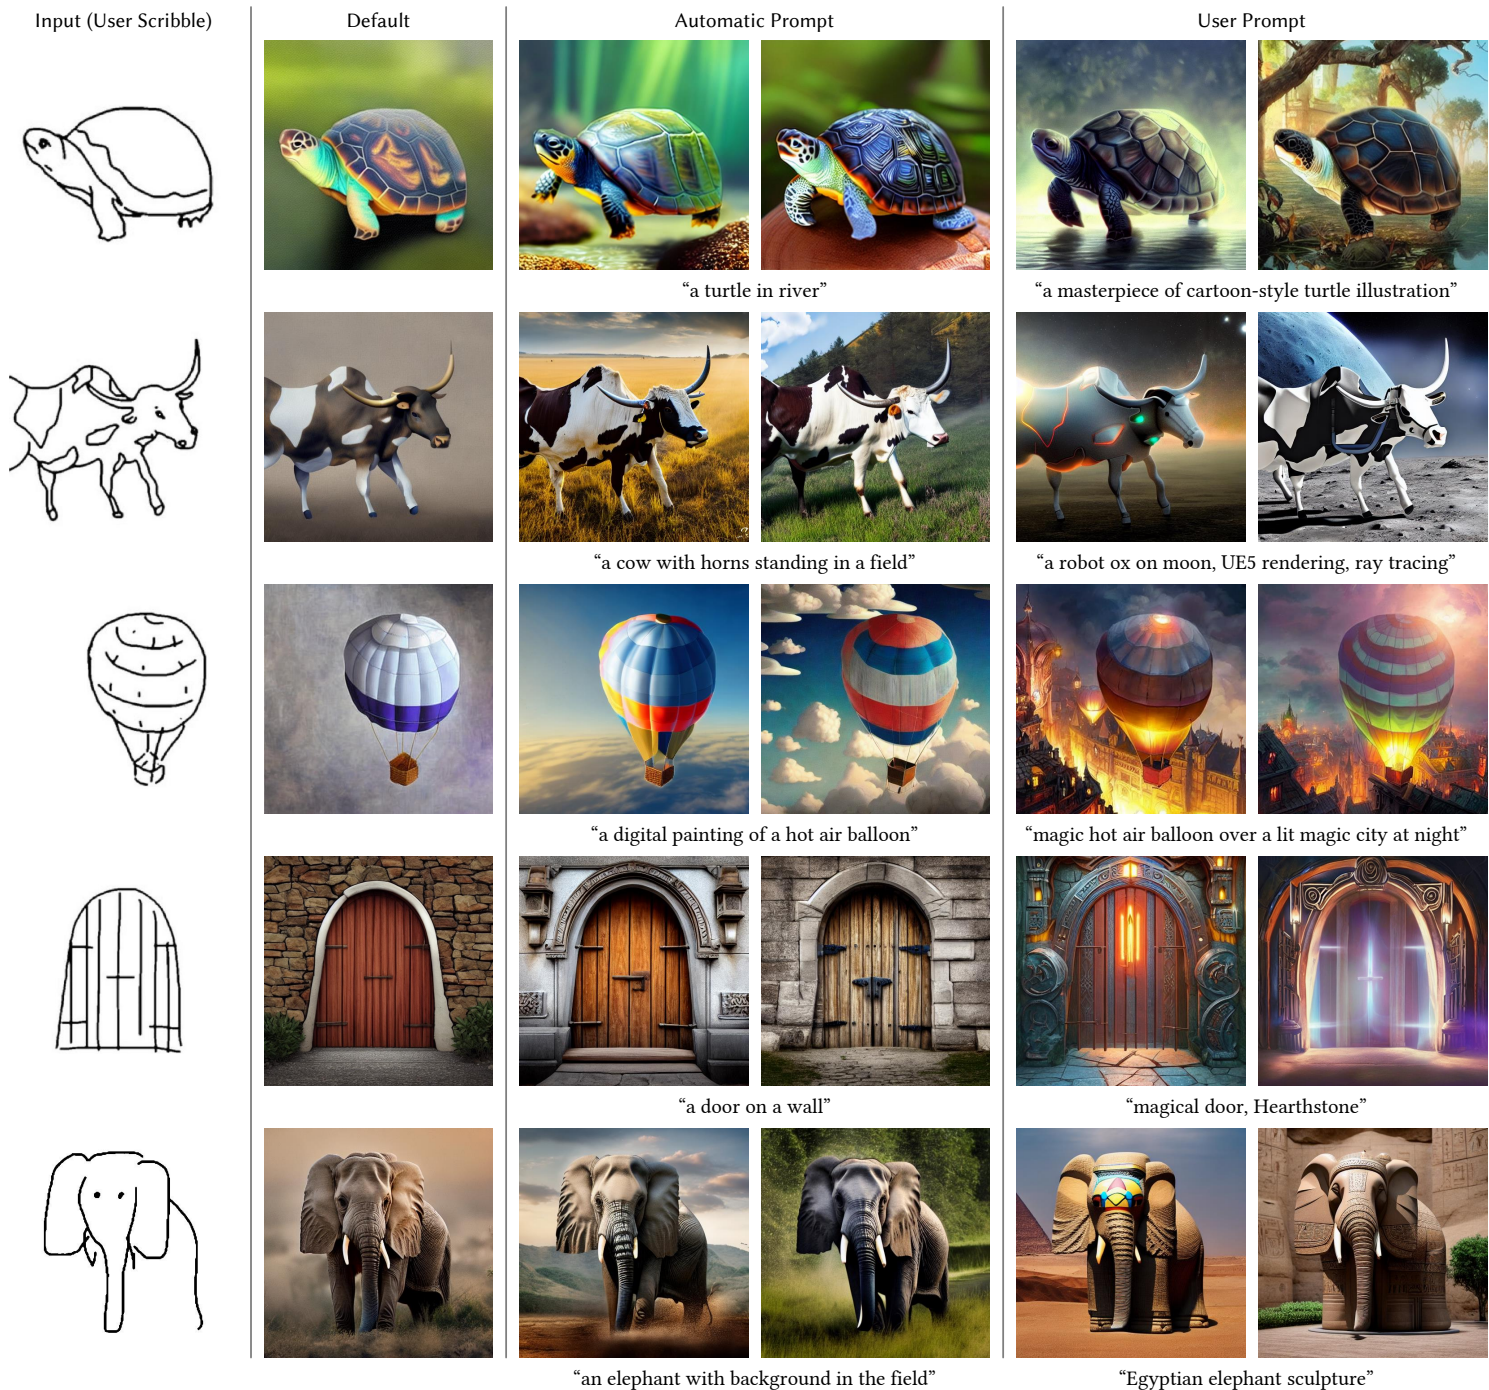 Input (User Scribble)
Default
Automatic Prompt
User Prompt
“a turtle in river”
“a masterpiece of cartoon-style turtle illustration”
“a cow with horns standing in a field”
“a robot ox on moon, UE5 rendering, ray tracing”
“a digital painting of a hot air balloon”
“magic hot air balloon over a lit magic city at night”
“a door on a wall”
“magical door, Hearthstone”
“an elephant with background in the field”
“Egyptian elephant sculpture”